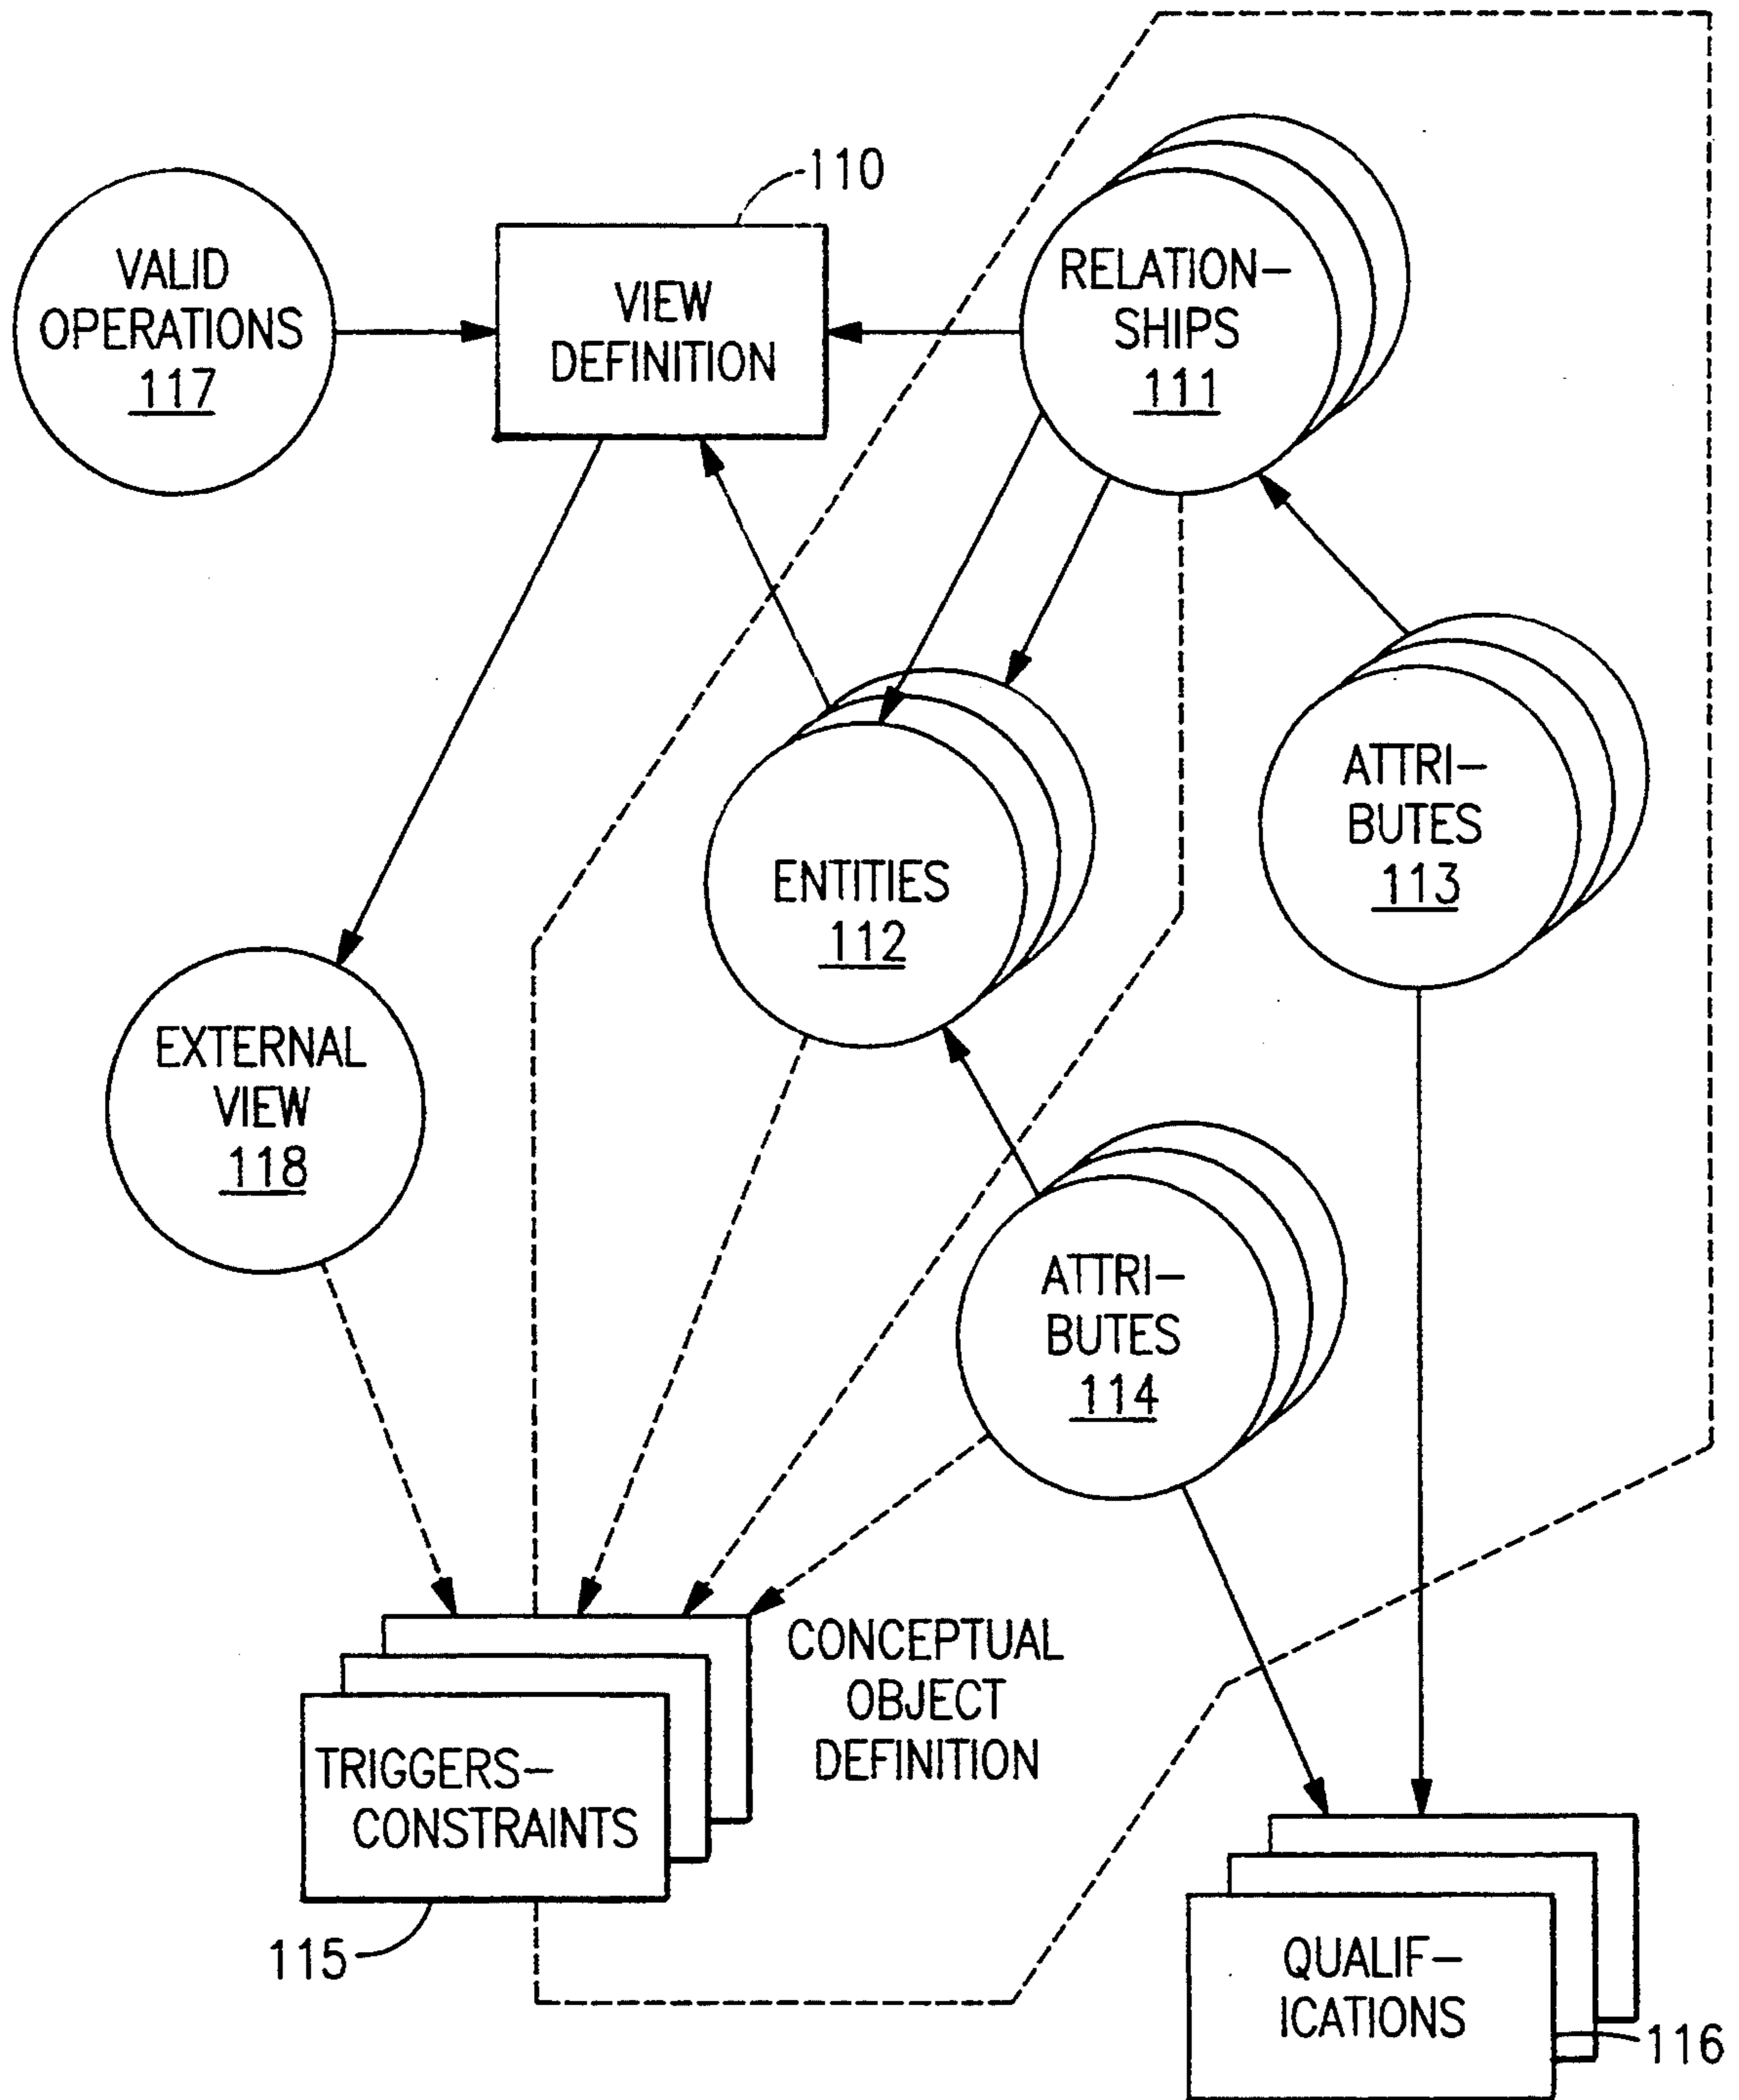 110
VALID
OPERATIONS
117
VIEW
DEFINITION
RELATION-
SHIPS
111
ATTRI-
BUTES
113
ENTITIES
112
EXTERNAL
VIEW
118
ATTRI-
BUTES
114
CONCEPTUAL
OBJECT
DEFINITION
TRIGGERS-
CONSTRAINTS
115
QUALIF-
ICATIONS
116